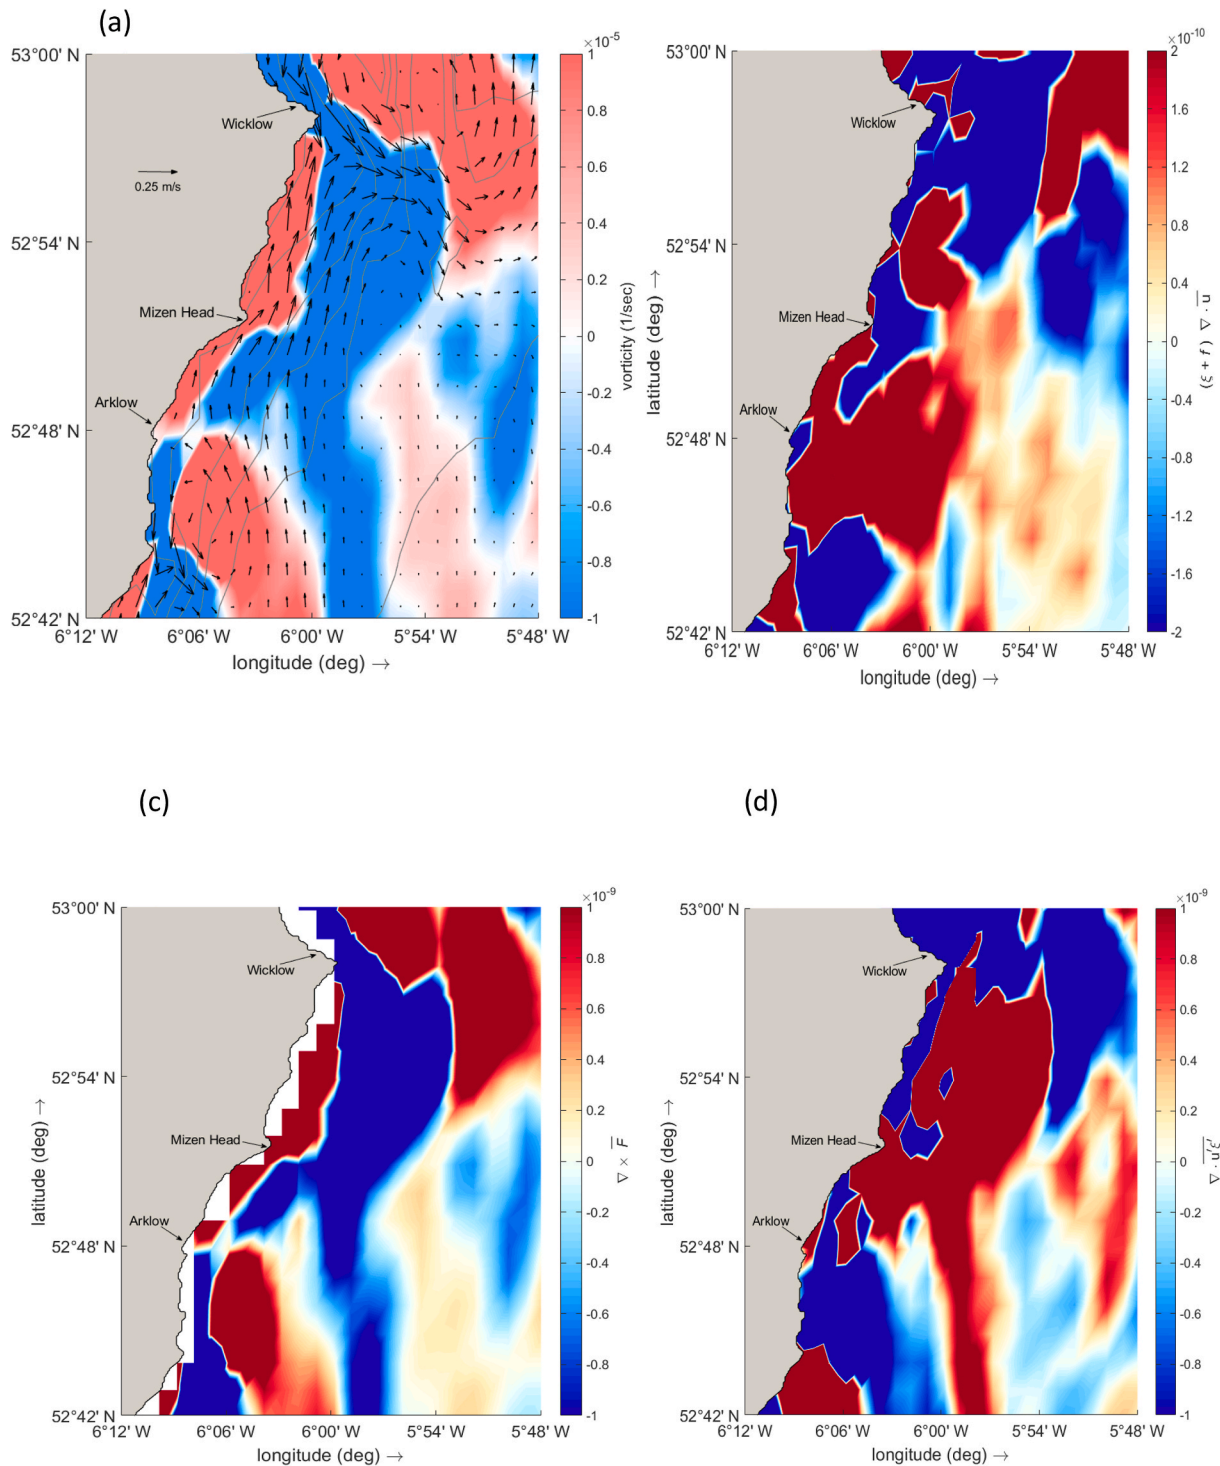 (a)
×10⁻⁵
53°00' N
52°54' N
52°48' N
52°42' N
Wicklow
0.25 m/s
Mizen Head
Arklow
6°12' W
6°06' W
6°00' W
5°54' W
5°48' W
longitude (deg) →
1
0.8
0.6
0.4
0.2
0
-0.2
-0.4
-0.6
-0.8
-1
vorticity (1/sec)
×10⁻¹⁰
53°00' N
52°54' N
52°48' N
52°42' N
latitude (deg) →
Wicklow
Mizen Head
Arklow
6°12' W
6°06' W
6°00' W
5°54' W
5°48' W
longitude (deg) →
2
1.6
1.2
0.8
0.4
0
-0.4
-0.8
-1.2
-1.6
-2
(c)
×10⁻⁹
53°00' N
52°54' N
52°48' N
52°42' N
latitude (deg) →
Wicklow
Mizen Head
Arklow
6°12' W
6°06' W
6°00' W
5°54' W
5°48' W
longitude (deg) →
1
0.8
0.6
0.4
0.2
0
-0.2
-0.4
-0.6
-0.8
-1
∇ × F
(d)
×10⁻⁹
53°00' N
52°54' N
52°48' N
52°42' N
latitude (deg) →
Wicklow
Mizen Head
Arklow
6°12' W
6°06' W
6°00' W
5°54' W
5°48' W
longitude (deg) →
1
0.8
0.6
0.4
0.2
0
-0.2
-0.4
-0.6
-0.8
-1